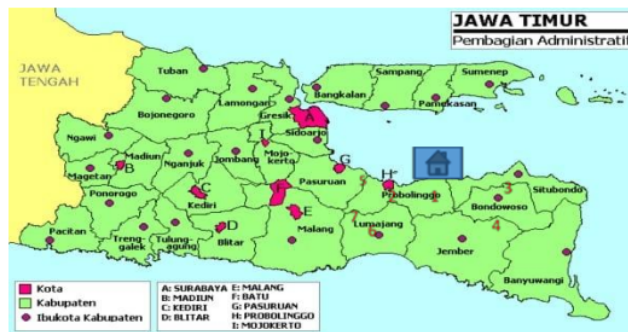 JAWA TIMUR
Pembagian Administratif
JAWA
TENGAH
Tuban
Sampang
Sumenep
Bangkalan
Pamekasan
Lamongan
Bojonegoro
Gresik
A
Sidoarjo
Ngawi
I
Madiun
Nganjuk
Jombang
Mojo-
kerto
Magetan
B
Pasuruan
G
H
Probolinggo
Situbondo
Ponorogo
C
Kediri
F
E
5
1
3
Bondowoso
Pacitan
Treng-
galek
Tulung-
agung
D
Blitar
Malang
7
Lumajang
6
4
Jember
Banyuwangi
Kota
Kabupaten
Ibukota Kabupaten
A: SURABAYA E: MALANG
B: MADIUN F: BATU
C: KEDIRI G: PASURUAN
D: BLITAR H: PROBOLINGGO
I: MOJOKERTO